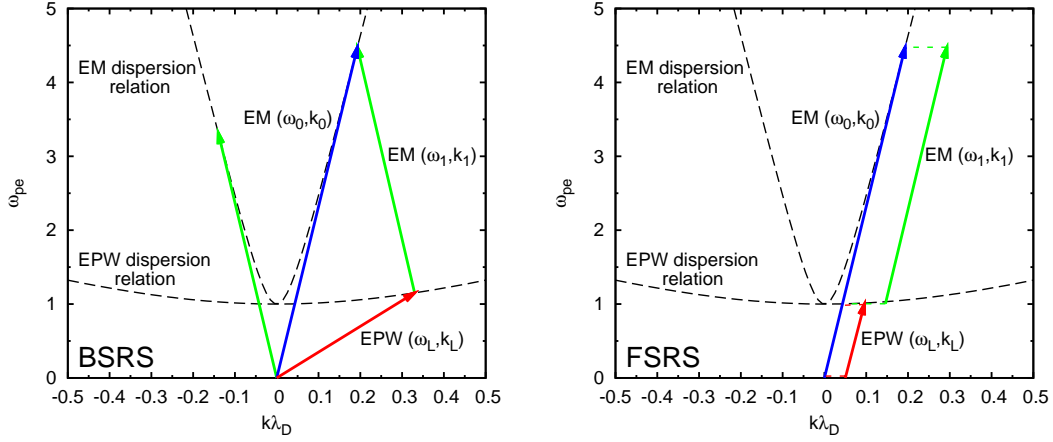 5
4
3
2
1
0
ω_pe
EM dispersion
relation
EM (ω_0,k_0)
EM (ω_1,k_1)
EPW dispersion
relation
EPW (ω_L,k_L)
BSRS
-0.5 -0.4 -0.3 -0.2 -0.1 0 0.1 0.2 0.3 0.4 0.5
kλ_D
5
4
3
2
1
0
ω_pe
EM dispersion
relation
EM (ω_0,k_0)
EM (ω_1,k_1)
EPW dispersion
relation
EPW (ω_L,k_L)
FSRS
-0.5 -0.4 -0.3 -0.2 -0.1 0 0.1 0.2 0.3 0.4 0.5
kλ_D